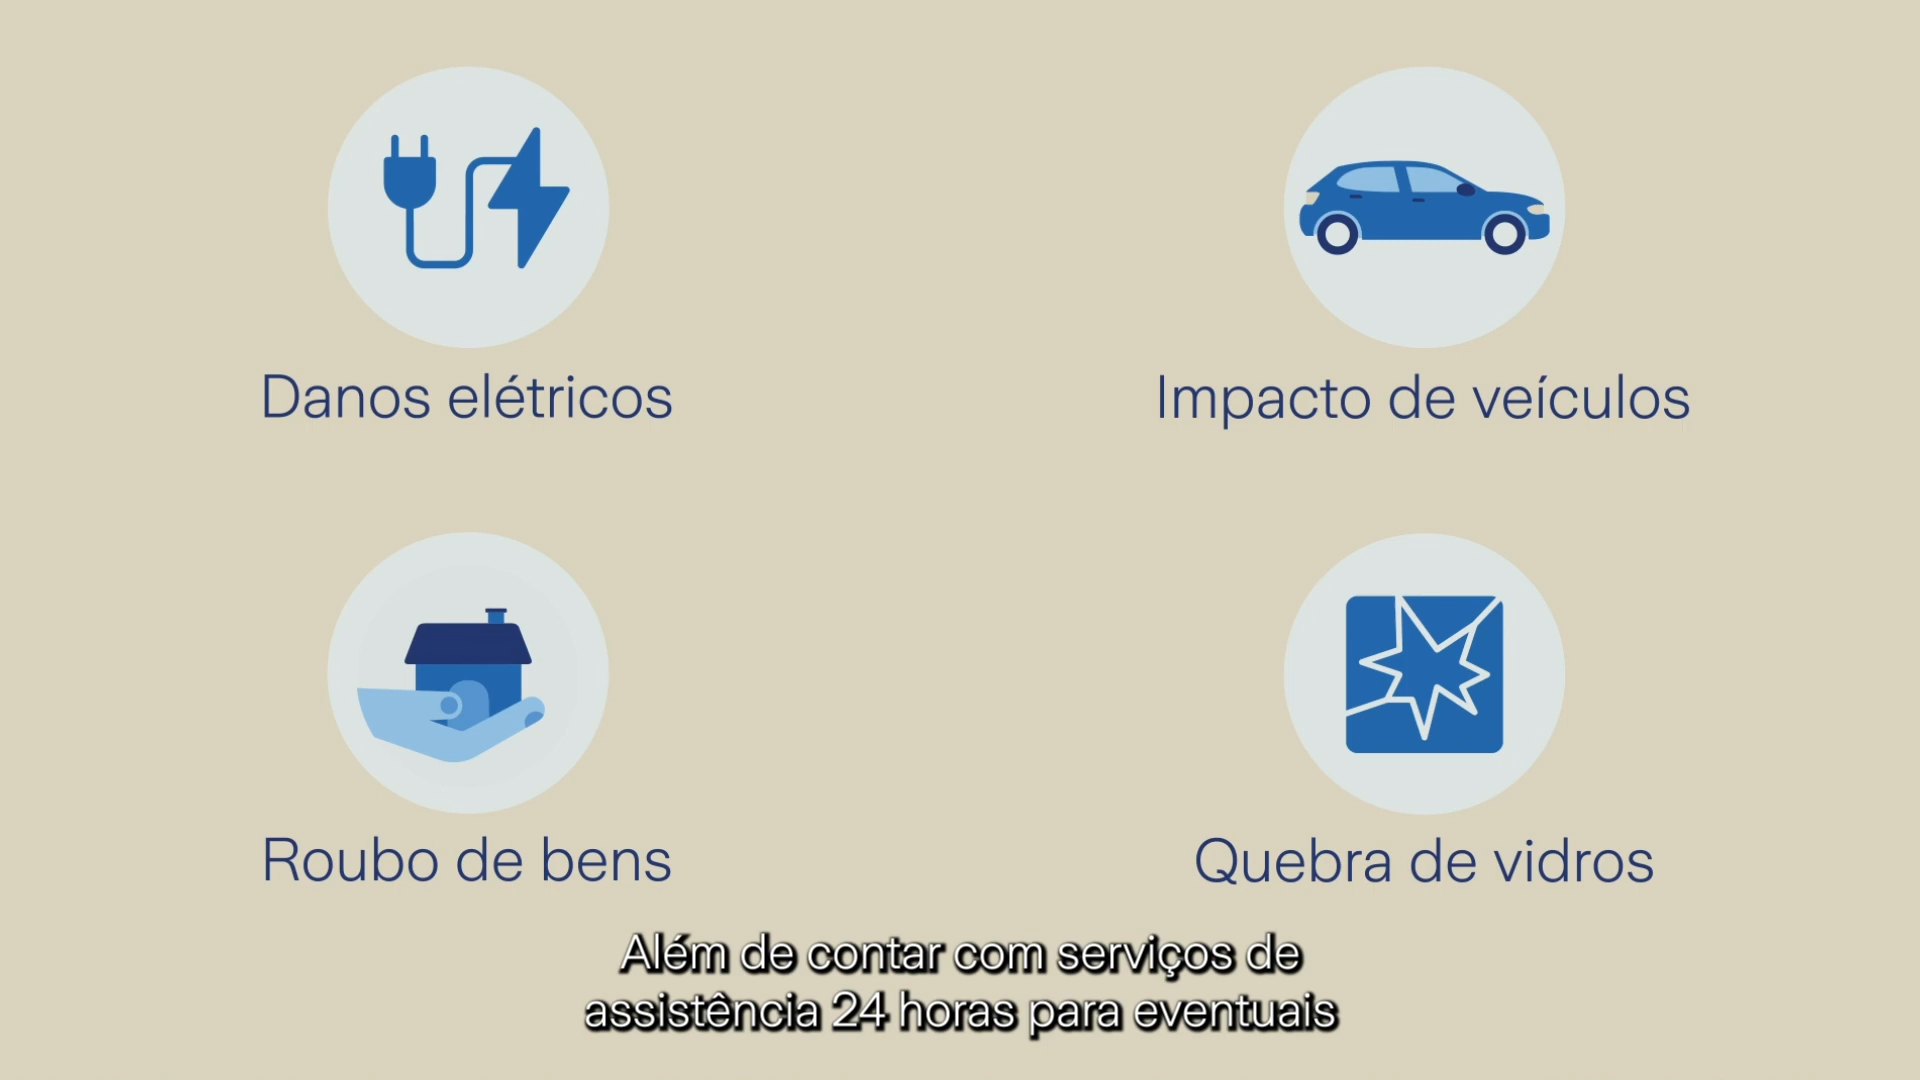 Danos elétricos
Impacto de veículos
Roubo de bens
Quebra de vidros
Além de contar com serviços de
assistência 24 horas para eventuais